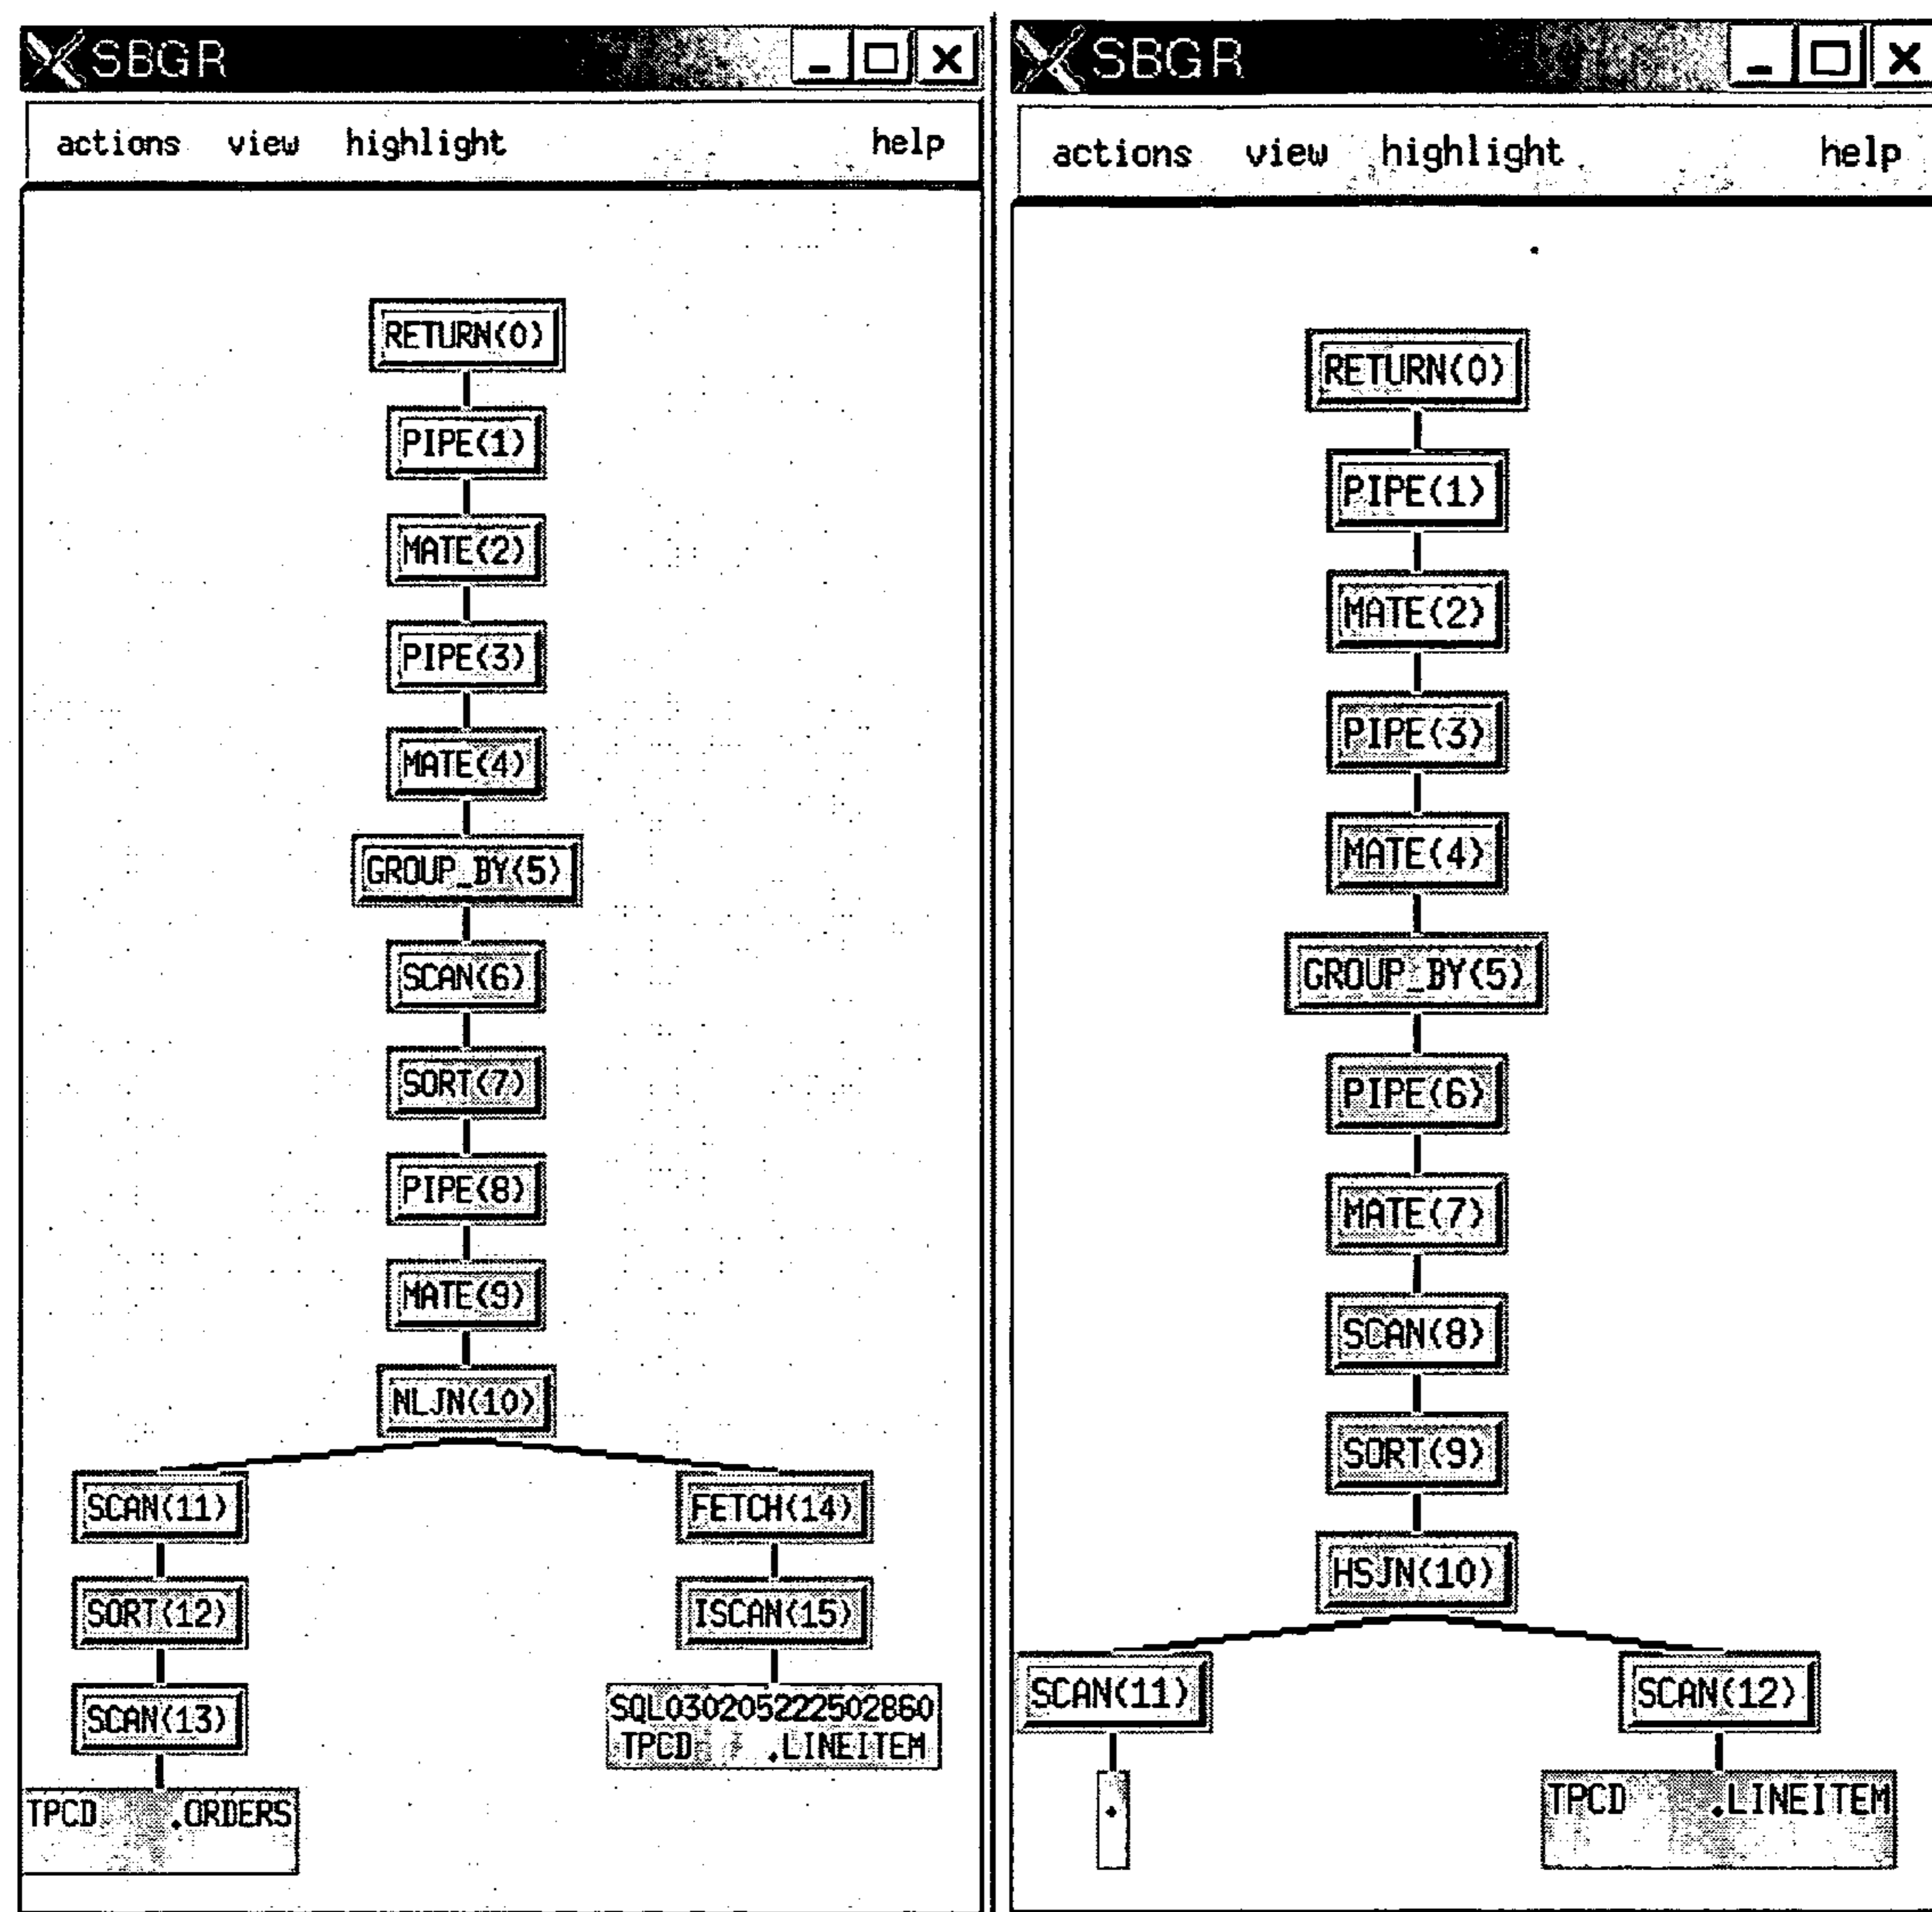 SBGR
actions view highlight help
RETURN(0)
PIPE(1)
MATE(2)
PIPE(3)
MATE(4)
GROUP_BY(5)
SCAN(6)
SORT(7)
PIPE(8)
MATE(9)
NLJN(10)
SCAN(11) FETCH(14)
SORT(12) ISCAN(15)
SCAN(13) SQL030205222502860
TPCD .LINEITEM
TPCD .ORDERS
SBGR
actions view highlight help
RETURN(0)
PIPE(1)
MATE(2)
PIPE(3)
MATE(4)
GROUP_BY(5)
PIPE(6)
MATE(7)
SCAN(8)
SORT(9)
HSJN(10)
SCAN(11) SCAN(12)
. TPCD .LINEITEM